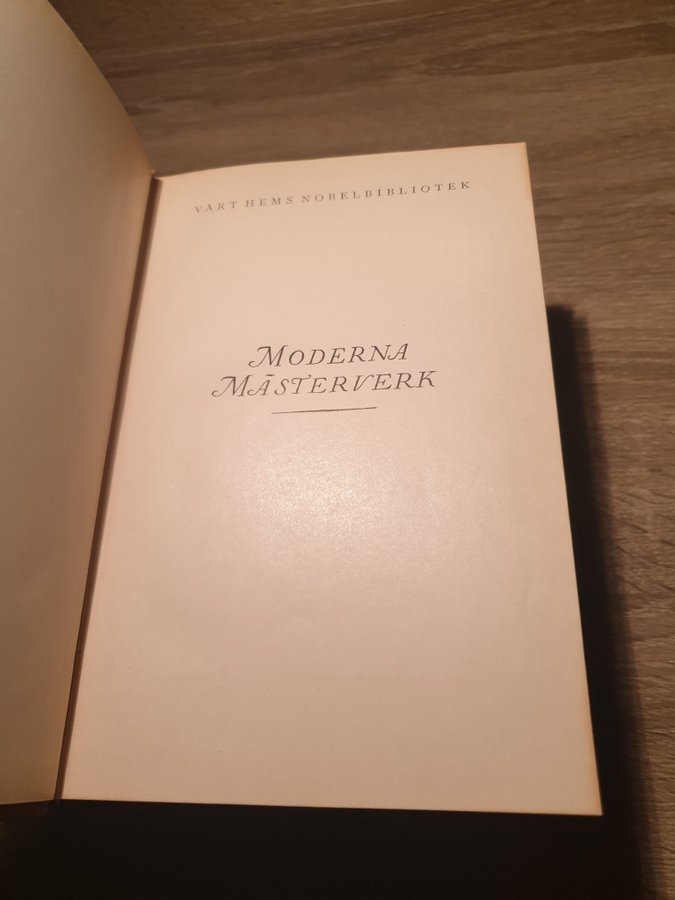 VÅRT HEMS NOBELBIBLIOTEK
MODERNA
MÄSTERVERK